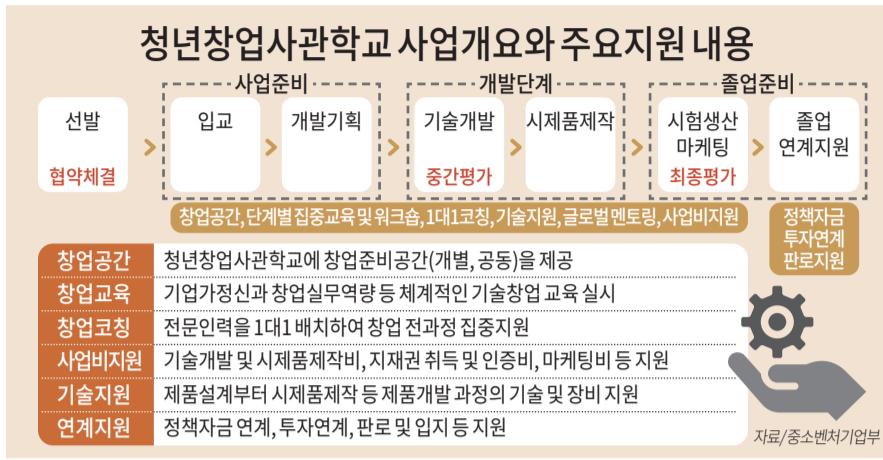 청년창업사관학교 사업개요와 주요지원 내용
사업준비
개발단계
졸업준비
선발
협약체결
입교
개발기획
기술개발
중간평가
시제품제작
시험생산
마케팅
최종평가
졸업
연계지원
창업공간, 단계별 집중교육 및 워크숍, 1대1코칭, 기술지원, 글로벌 멘토링, 사업비지원
정책자금
투자연계
판로지원
창업공간 청년창업사관학교에 창업준비공간(개별, 공동)을 제공
창업교육 기업가정신과 창업실무역량 등 체계적인 기술창업 교육 실시
창업코칭 전문인력을 1대1 배치하여 창업 전과정 집중지원
사업비지원 기술개발 및 시제품제작비, 지재권 취득 및 인증비, 마케팅비 등 지원
기술지원 제품설계부터 시제품제작 등 제품개발 과정의 기술 및 장비 지원
연계지원 정책자금 연계, 투자연계, 판로 및 입지 등 지원
자료/중소벤처기업부